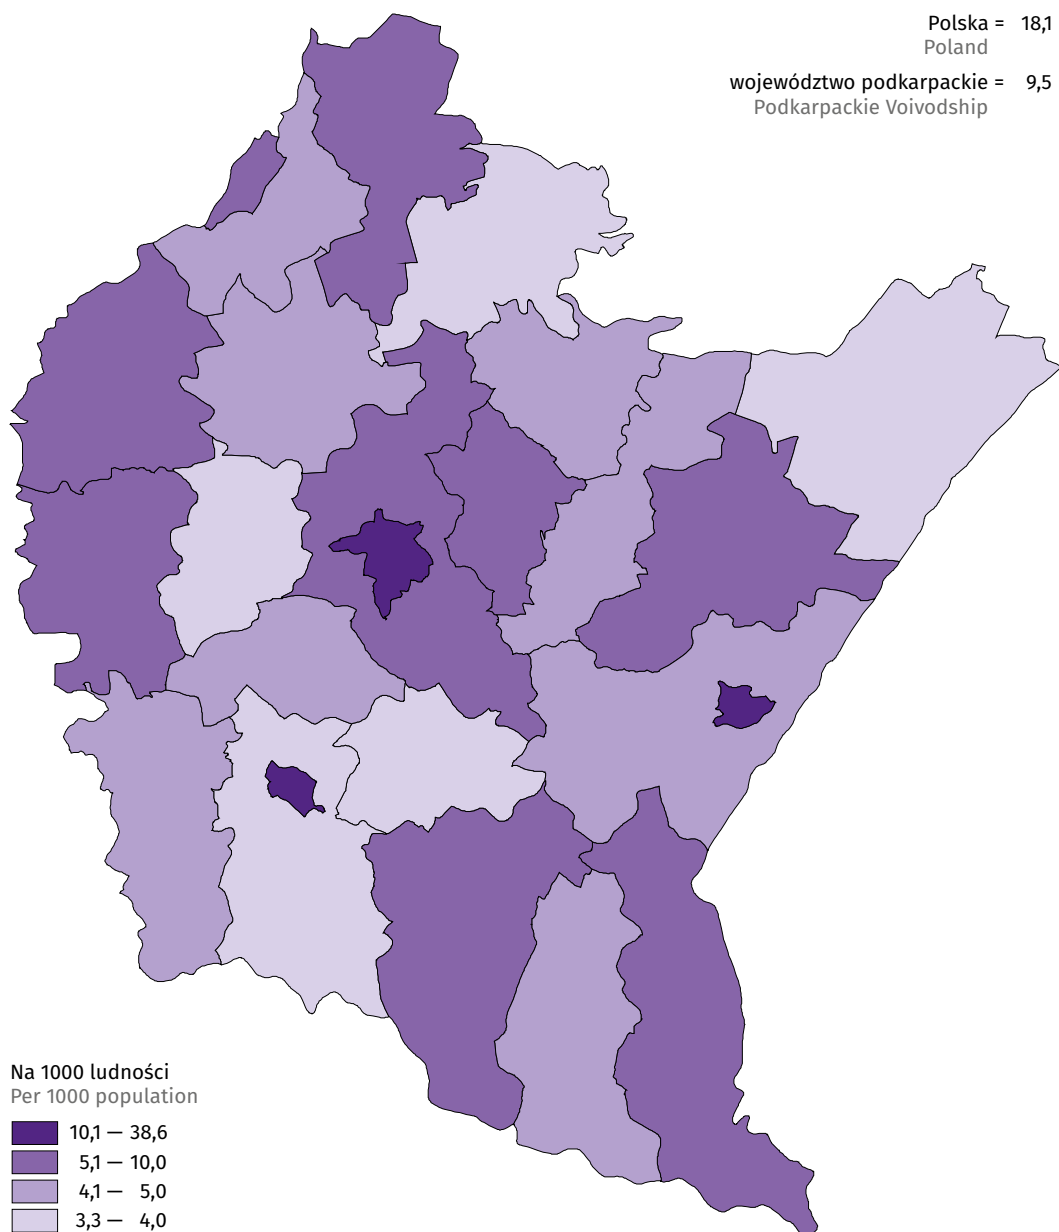 Polska = 18,1
Poland
województwo podkarpackie = 9,5
Podkarpackie Voivodship
Na 1000 ludności
Per 1000 population
10,1 — 38,6
5,1 — 10,0
4,1 — 5,0
3,3 — 4,0